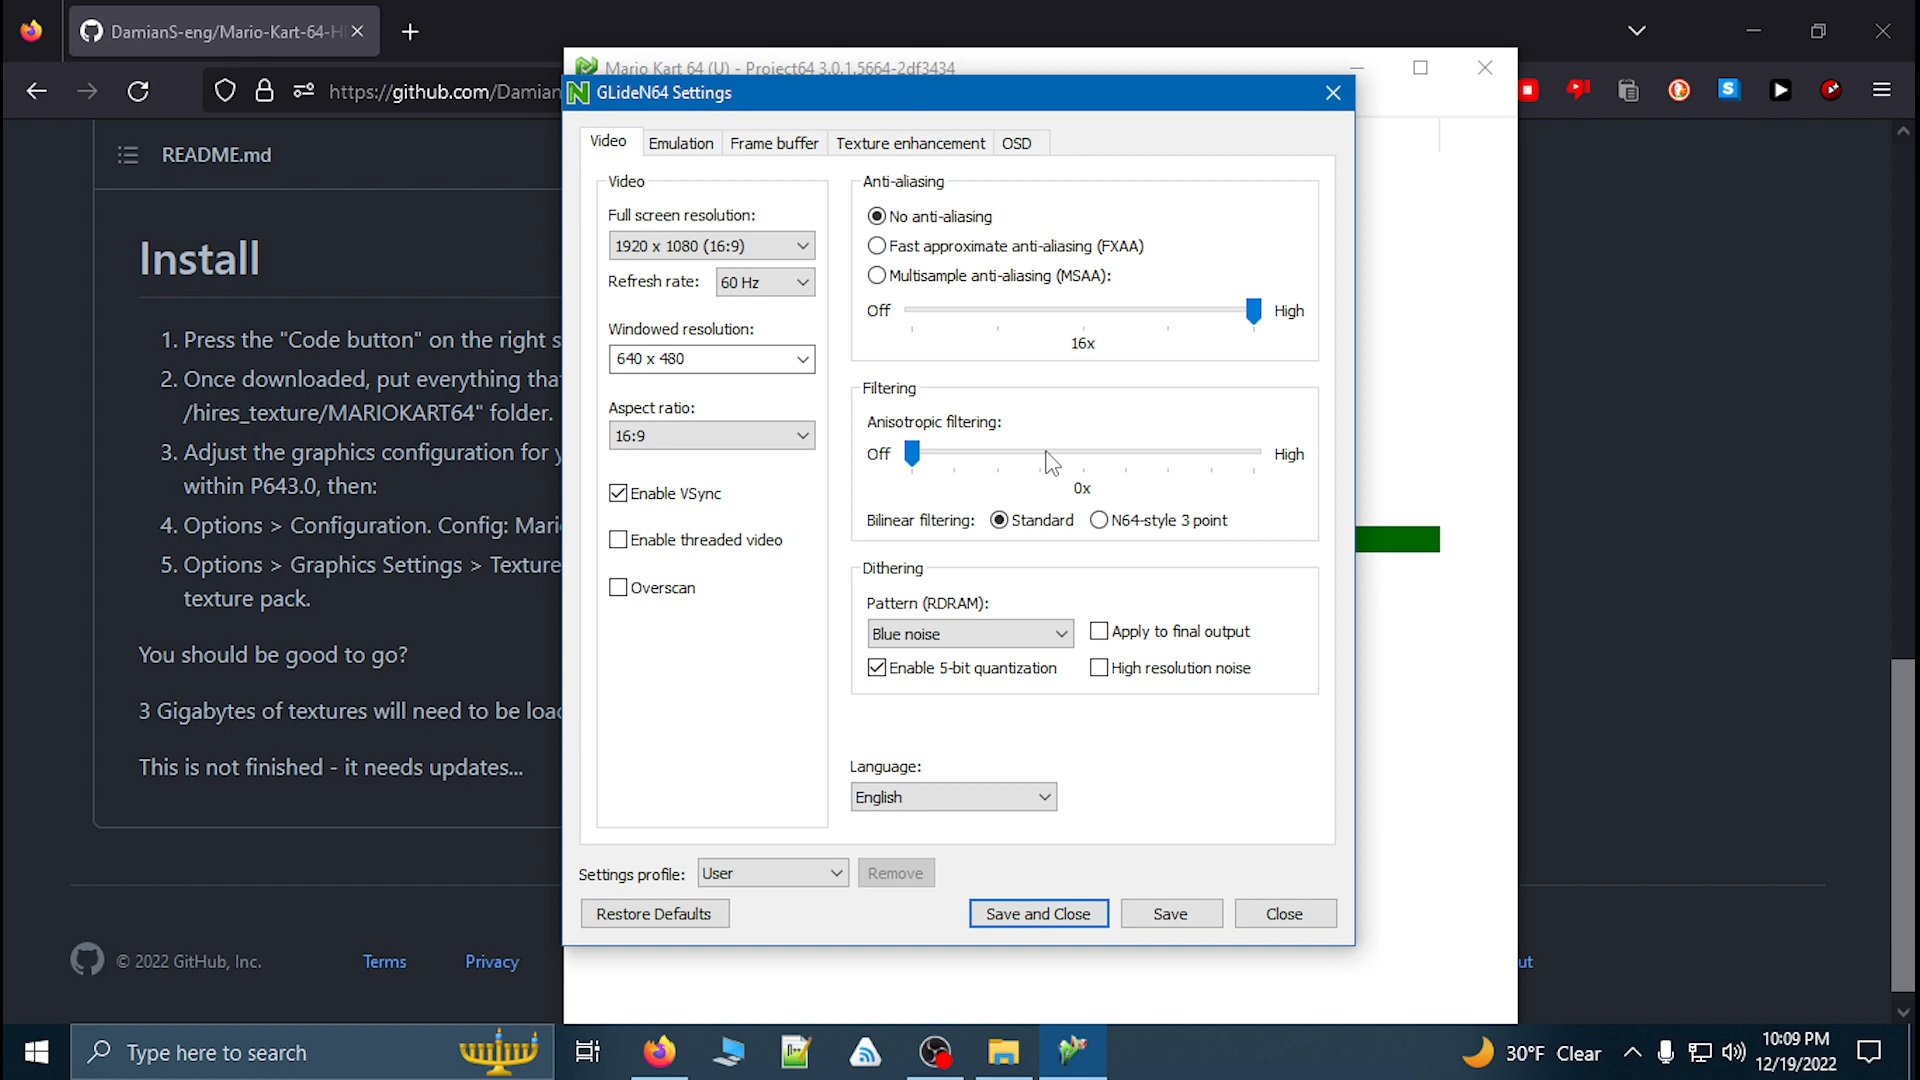 DamianS-eng/Mario-Kart-64-H
https://github.com/Damian
README.md
Install
1. Press the "Code button" on the right s
2. Once downloaded, put everything tha
/hires_texture/MARIOKART64" folder.
3. Adjust the graphics configuration for y
within P643.0, then:
4. Options > Configuration. Config: Mari
5. Options > Graphics Settings > Texture
texture pack.
You should be good to go?
3 Gigabytes of textures will need to be load
This is not finished - it needs updates...
© 2022 GitHub, Inc.
Terms
Privacy
ut
Mario Kart 64 (U) - Project64 3.0.1.5664-2df3434
GLideN64 Settings
Video
Emulation
Frame buffer
Texture enhancement
OSD
Video
Full screen resolution:
1920 x 1080 (16:9)
Refresh rate:
60 Hz
Windowed resolution:
640 x 480
Aspect ratio:
16:9
Enable VSync
Enable threaded video
Overscan
Anti-aliasing
No anti-aliasing
Fast approximate anti-aliasing (FXAA)
Multisample anti-aliasing (MSAA):
Off
High
16x
Filtering
Anisotropic filtering:
Off
High
0x
Bilinear filtering:
Standard
N64-style 3 point
Dithering
Pattern (RDRAM):
Blue noise
Apply to final output
Enable 5-bit quantization
High resolution noise
Language:
English
Settings profile:
User
Remove
Restore Defaults
Save and Close
Save
Close
Type here to search
30°F Clear
10:09 PM
12/19/2022